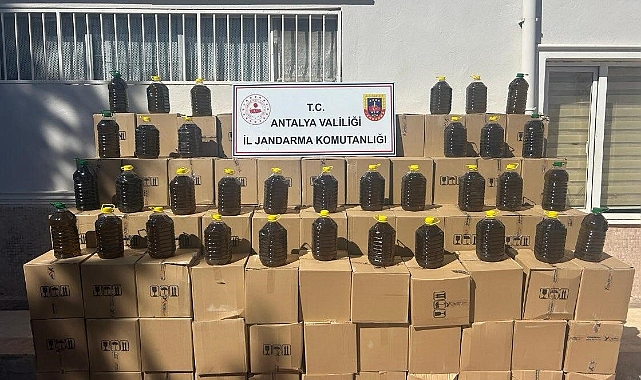 T.C.
ANTALYA VALİLİĞİ
İL JANDARMA KOMUTANLIĞI